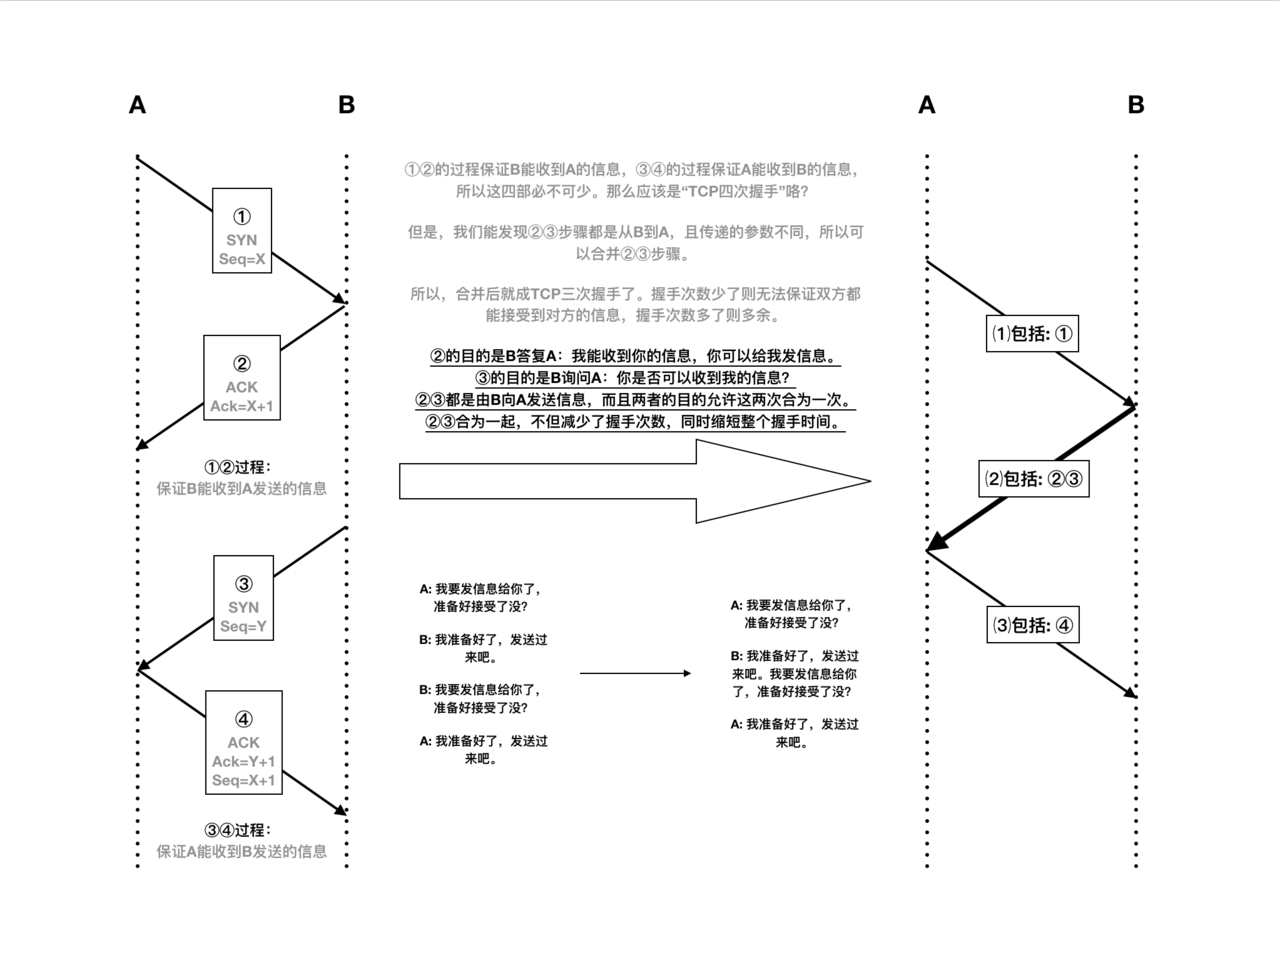 A
B
①
SYN
Seq=X
②
ACK
Ack=X+1
①②过程：
保证B能收到A发送的信息
③
SYN
Seq=Y
④
ACK
Ack=Y+1
Seq=X+1
③④过程：
保证A能收到B发送的信息
①②的过程保证B能收到A的信息，③④的过程保证A能收到B的信息，
所以这四部必不可少。那么应该是“TCP四次握手”咯？
但是，我们能发现②③步骤都是从B到A，且传递的参数不同，所以可
以合并②③步骤。
所以，合并后就成TCP三次握手了。握手次数少了则无法保证双方都
能接受到对方的信息，握手次数多了则多余。
②的目的是B答复A：我能收到你的信息，你可以给我发信息。
③的目的是B询问A：你是否可以收到我的信息？
②③都是由B向A发送信息，而且两者的目的允许这两次合为一次。
②③合为一起，不但减少了握手次数，同时缩短整个握手时间。
A: 我要发信息给你了，
准备好接受了没？
B: 我准备好了，发送过
来吧。
B: 我要发信息给你了，
准备好接受了没？
A: 我准备好了，发送过
来吧。
A: 我要发信息给你了，
准备好接受了没？
B: 我准备好了，发送过
来吧。我要发信息给你
了，准备好接受了没？
A: 我准备好了，发送过
来吧。
A
B
⑴包括: ①
⑵包括: ②③
⑶包括: ④